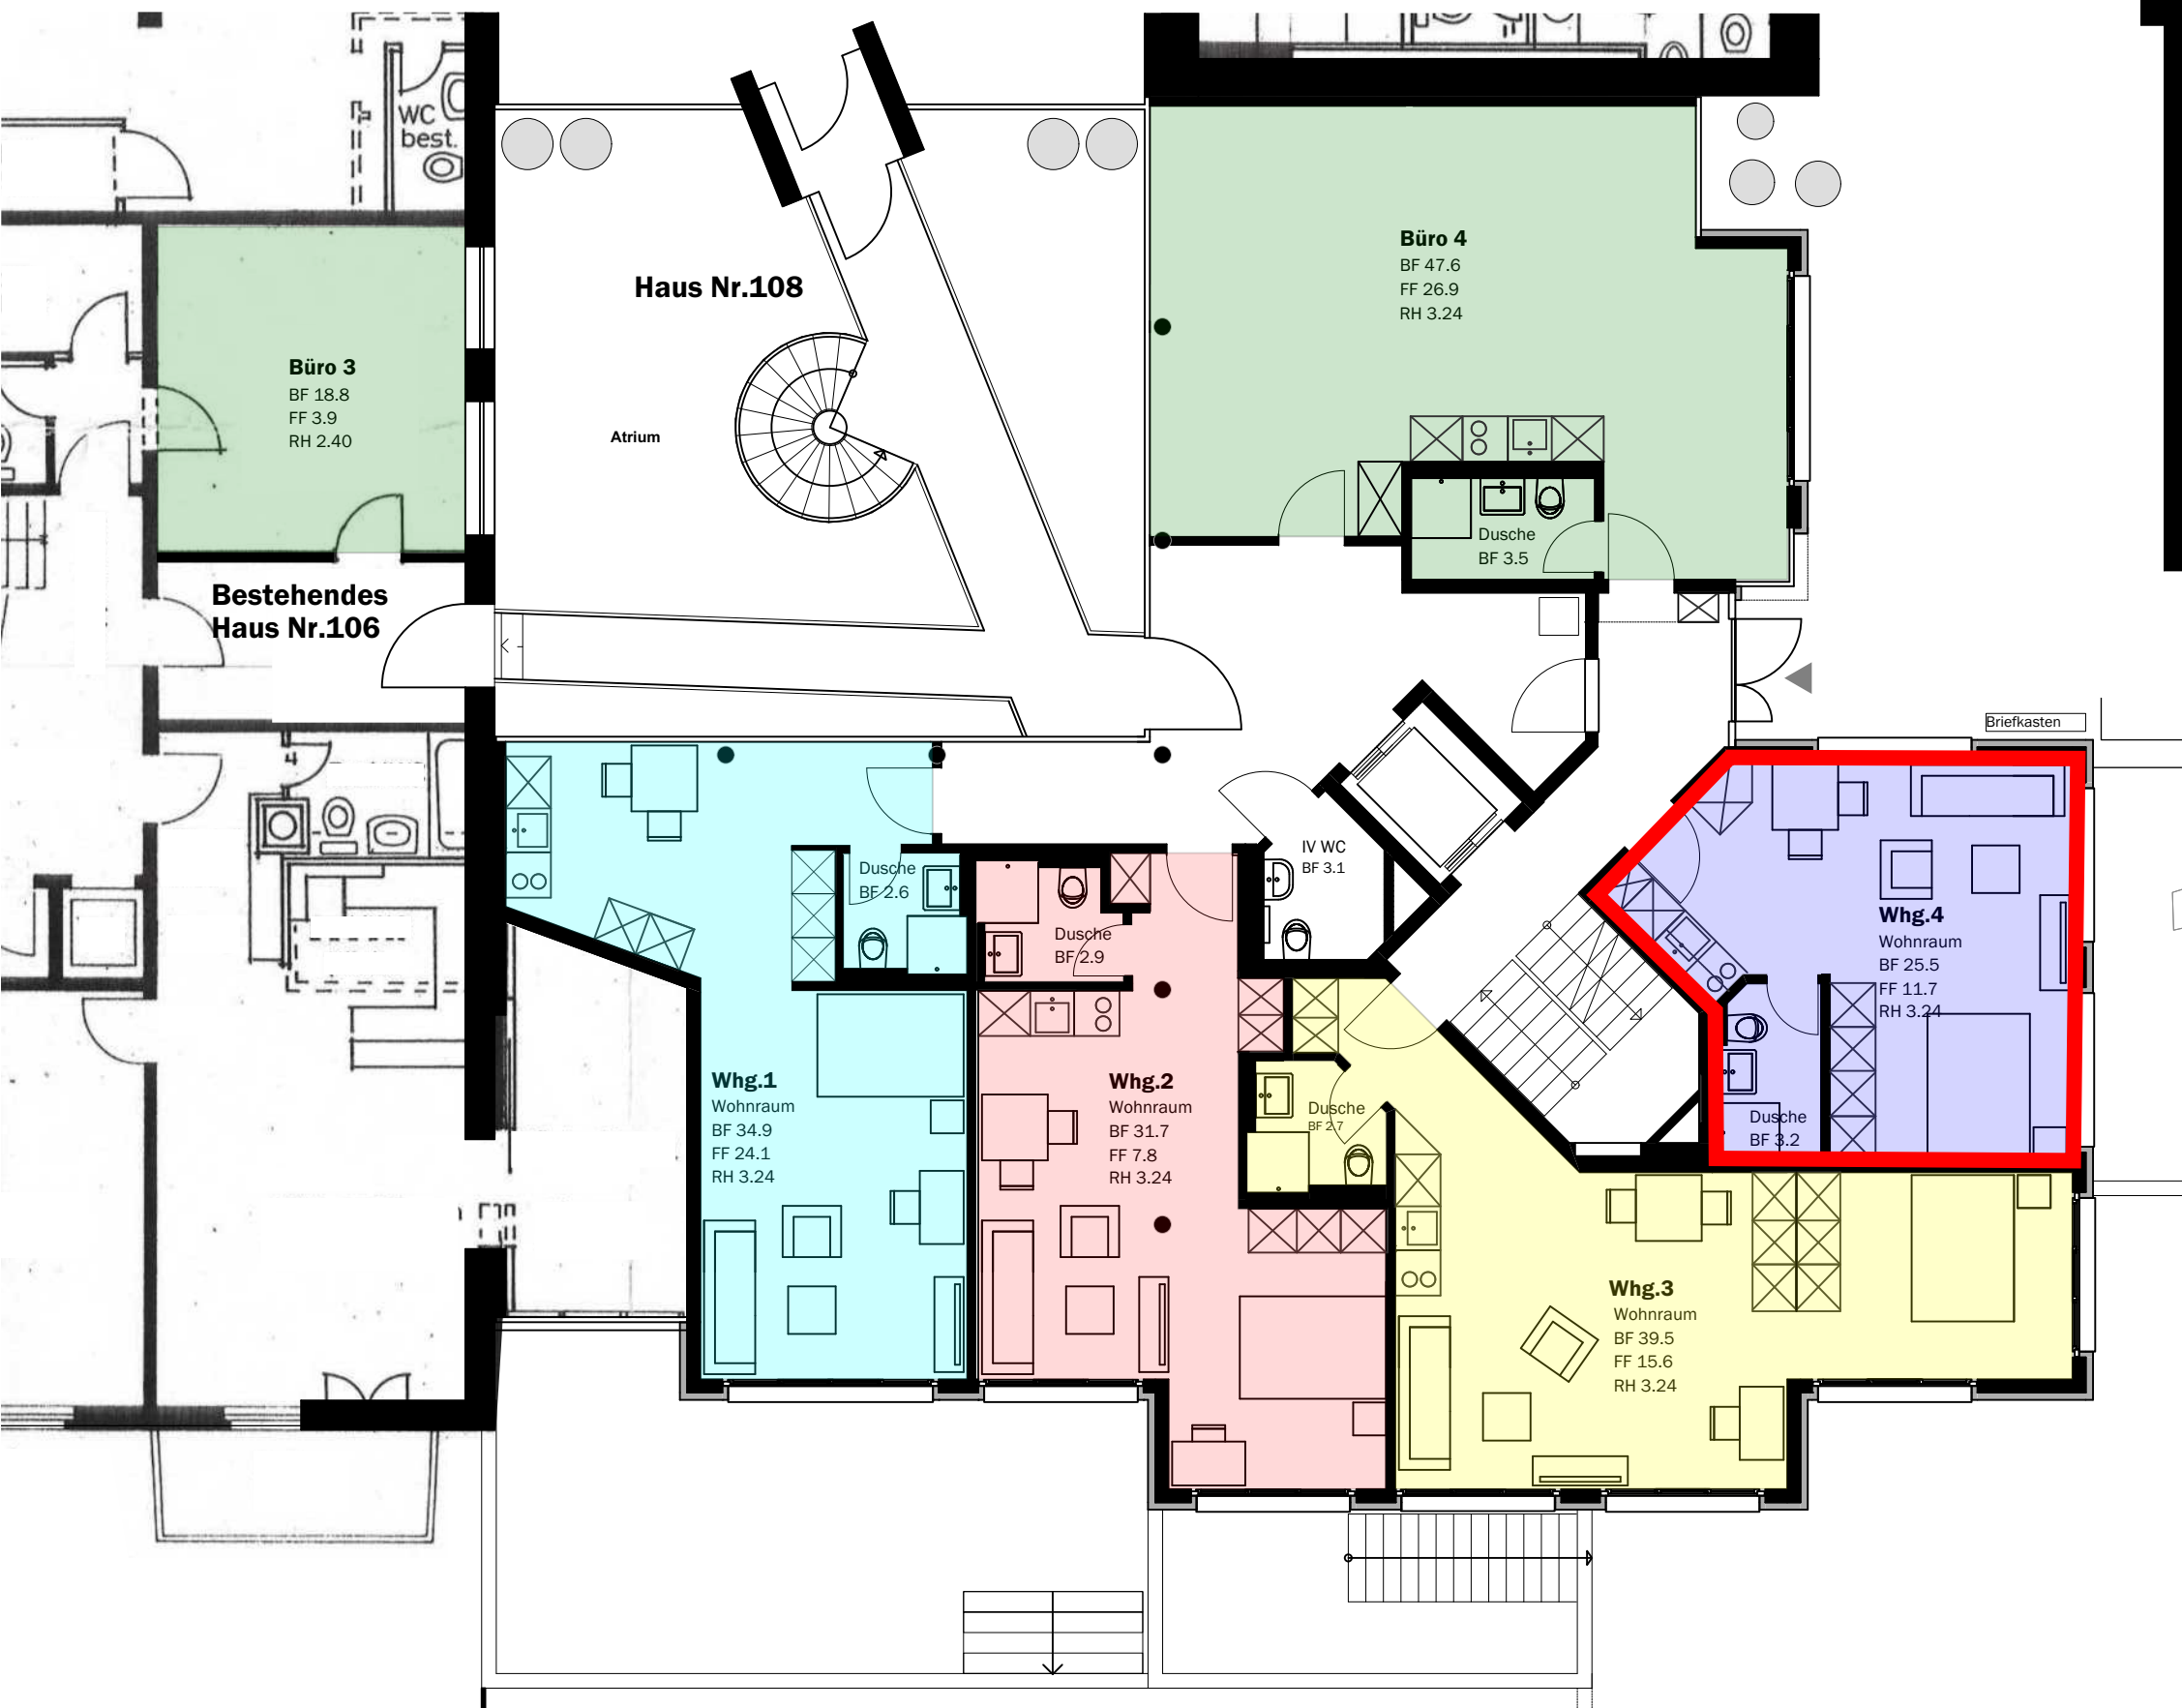 WC
best.
Büro 4
BF 47.6
FF 26.9
RH 3.24
Haus Nr.108
Büro 3
BF 18.8
FF 3.9
RH 2.40
Atrium
Dusche
BF 3.5
Bestehendes
Haus Nr.106
Briefkasten
IV WC
BF 3.1
Dusche
BF 2.6
Dusche
BF 2.9
Whg.4
Wohnraum
BF 25.5
FF 11.7
RH 3.24
Dusche
BF 3.2
Whg.1
Wohnraum
BF 34.9
FF 24.1
RH 3.24
Whg.2
Wohnraum
BF 31.7
FF 7.8
RH 3.24
Dusche
BF 2.7
Whg.3
Wohnraum
BF 39.5
FF 15.6
RH 3.24